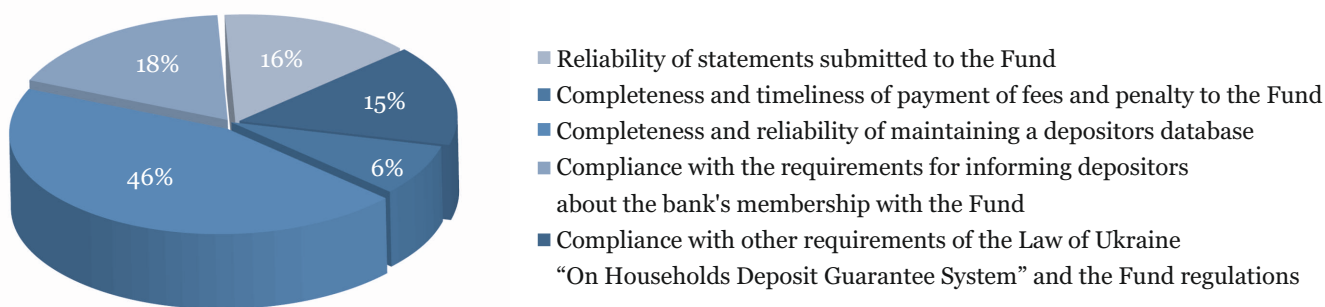 18%
16%
15%
6%
46%
Reliability of statements submitted to the Fund
Completeness and timeliness of payment of fees and penalty to the Fund
Completeness and reliability of maintaining a depositors database
Compliance with the requirements for informing depositors
about the bank's membership with the Fund
Compliance with other requirements of the Law of Ukraine
“On Households Deposit Guarantee System” and the Fund regulations